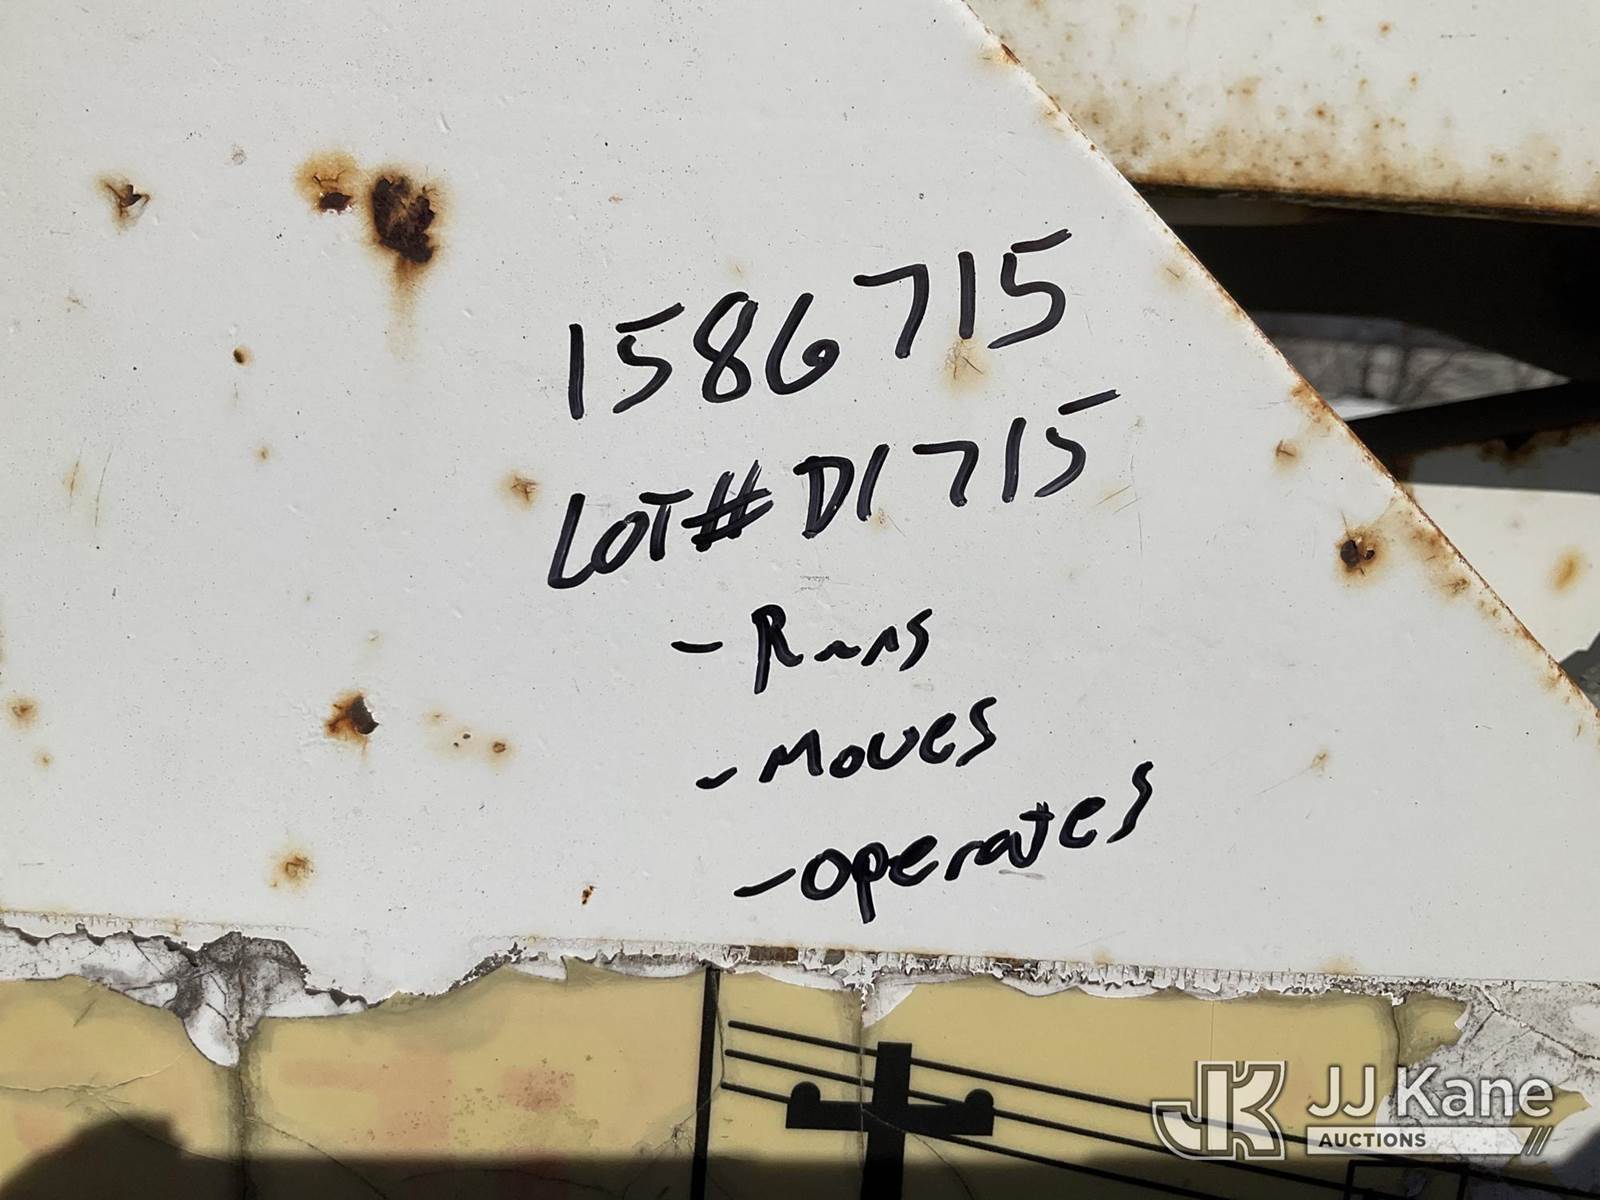 1586715
LOT# D1715
- Runs
- Moves
- operates
JJ Kane
AUCTIONS